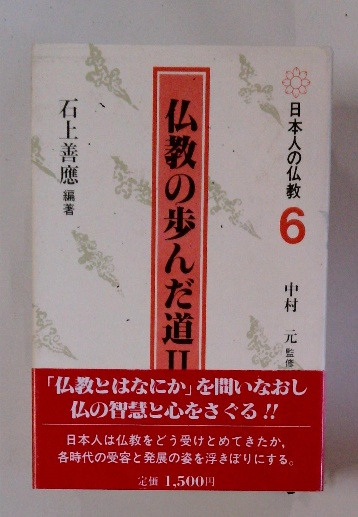 日本人の仏教
6
中村 元 監修
仏教の歩んだ道II
石上善應 編著
「仏教とはなにか」を問いなおし
仏の智慧と心をさぐる!!
日本人は仏教をどう受けとめてきたか,
各時代の受容と発展の姿を浮きぼりにする。
定価 1,500円